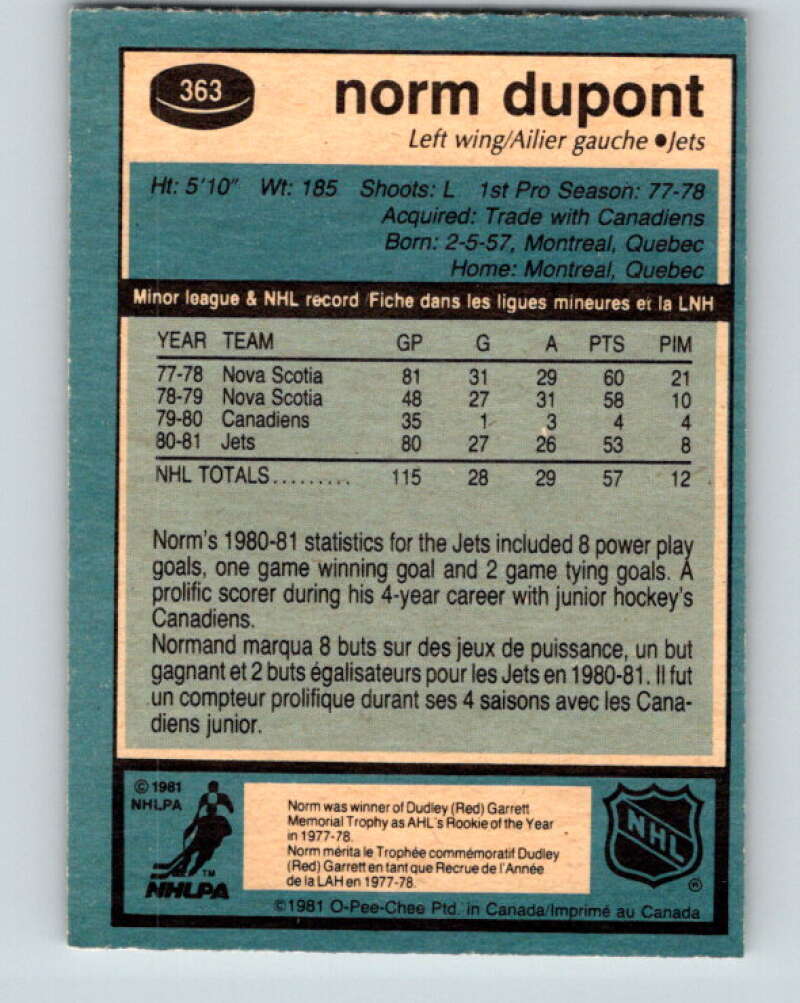 363
norm dupont
Left wing/Ailier gauche ●Jets
Ht: 5'10" Wt: 185 Shoots: L 1st Pro Season: 77-78
Acquired: Trade with Canadiens
Born: 2-5-57, Montreal, Quebec
Home: Montreal, Quebec
Minor league & NHL record /Fiche dans les ligues mineures et la LNH
YEAR TEAM GP G A PTS PIM
77-78 Nova Scotia 81 31 29 60 21
78-79 Nova Scotia 48 27 31 58 10
79-80 Canadiens 35 1 3 4 4
80-81 Jets 80 27 26 53 8
NHL TOTALS......... 115 28 29 57 12
Norm's 1980-81 statistics for the Jets included 8 power play
goals, one game winning goal and 2 game tying goals. A
prolific scorer during his 4-year career with junior hockey's
Canadiens.
Normand marqua 8 buts sur des jeux de puissance, un but
gagnant et 2 buts égalisateurs pour les Jets en 1980-81. Il fut
un compteur prolifique durant ses 4 saisons avec les Cana-
diens junior.
© 1981
NHLPA
TM
NHLPA
Norm was winner of Dudley (Red) Garrett
Memorial Trophy as AHL's Rookie of the Year
in 1977-78.
Norm mérita le Trophée commémoratif Dudley
(Red) Garrett en tant que Recrue de l'Année
de la LAH en 1977-78.
NHL
®
©1981 O-Pee-Chee Ptd. in Canada/Imprimé au Canada